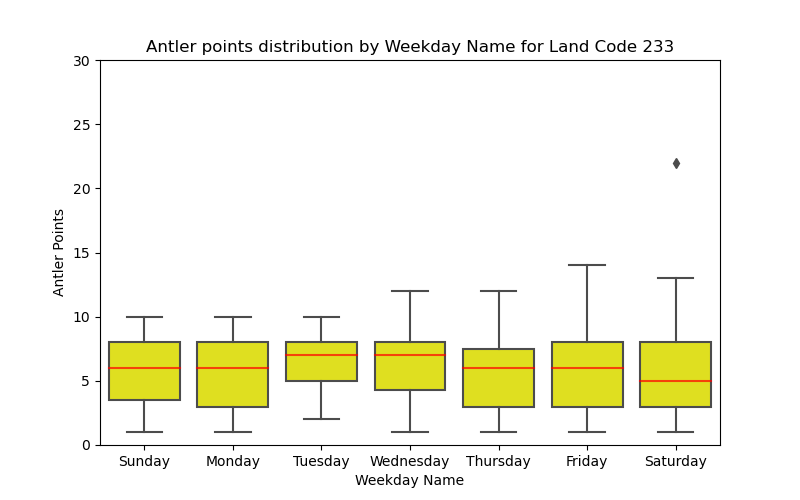 Antler points distribution by Weekday Name for Land Code 233
30
25
20
15
10
5
0
Antler Points
Sunday Monday Tuesday Wednesday Thursday Friday Saturday
Weekday Name